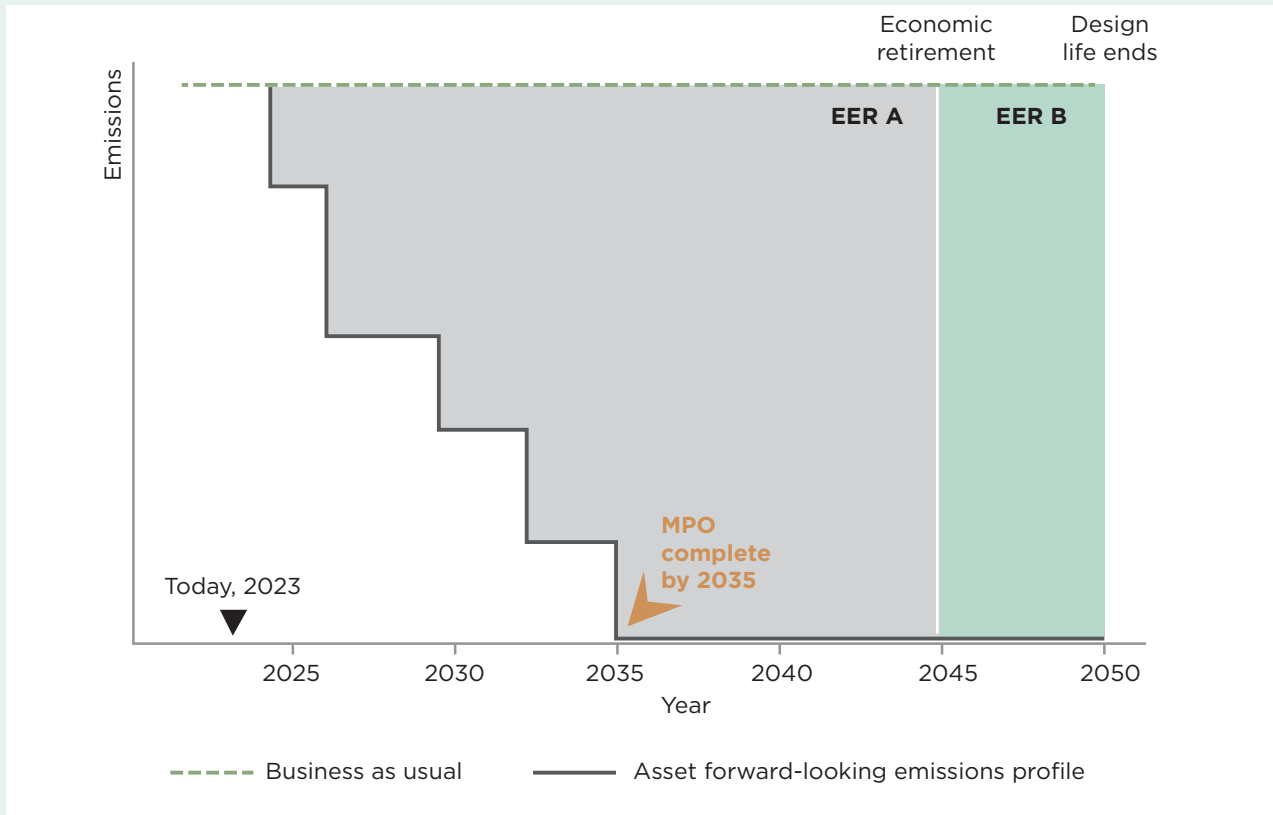 Economic
retirement
Design
life ends
Emissions
EER A
EER B
MPO
complete
by 2035
Today, 2023
2025
2030
2035
2040
2045
2050
Year
Business as usual
Asset forward-looking emissions profile